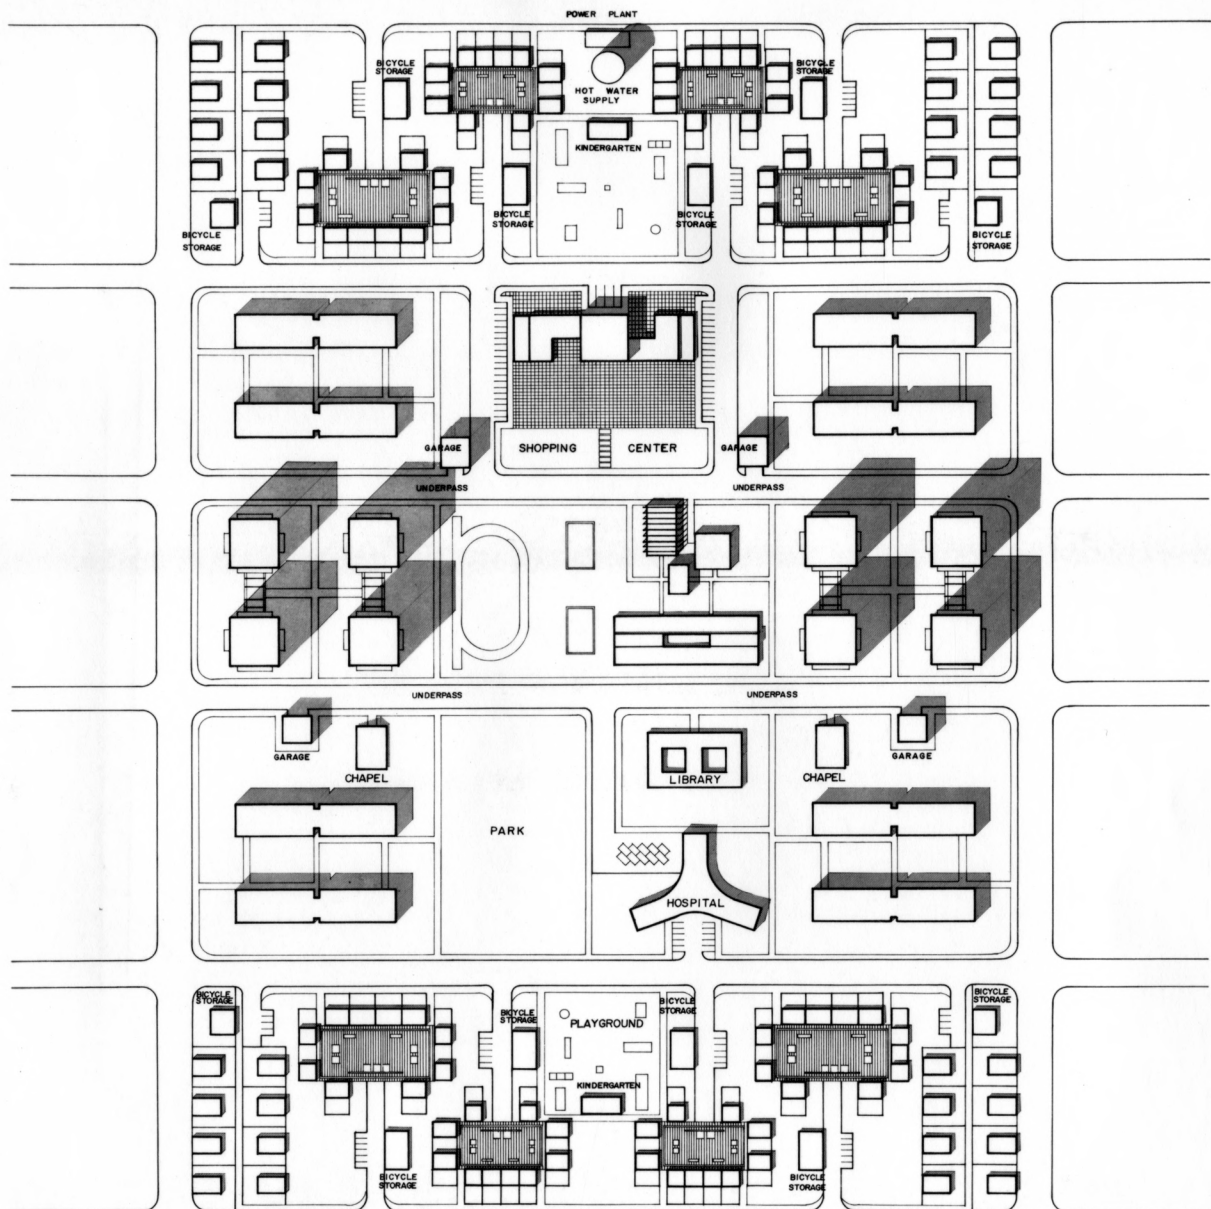 POWER PLANT
BICYCLE
STORAGE
BICYCLE
STORAGE
HOT WATER
SUPPLY
KINDERGARTEN
BICYCLE
STORAGE
BICYCLE
STORAGE
BICYCLE
STORAGE
BICYCLE
STORAGE
GARAGE
SHOPPING CENTER
GARAGE
UNDERPASS
UNDERPASS
UNDERPASS
UNDERPASS
GARAGE
CHAPEL
LIBRARY
CHAPEL
GARAGE
PARK
HOSPITAL
BICYCLE
STORAGE
BICYCLE
STORAGE
PLAYGROUND
BICYCLE
STORAGE
BICYCLE
STORAGE
KINDERGARTEN
BICYCLE
STORAGE
BICYCLE
STORAGE